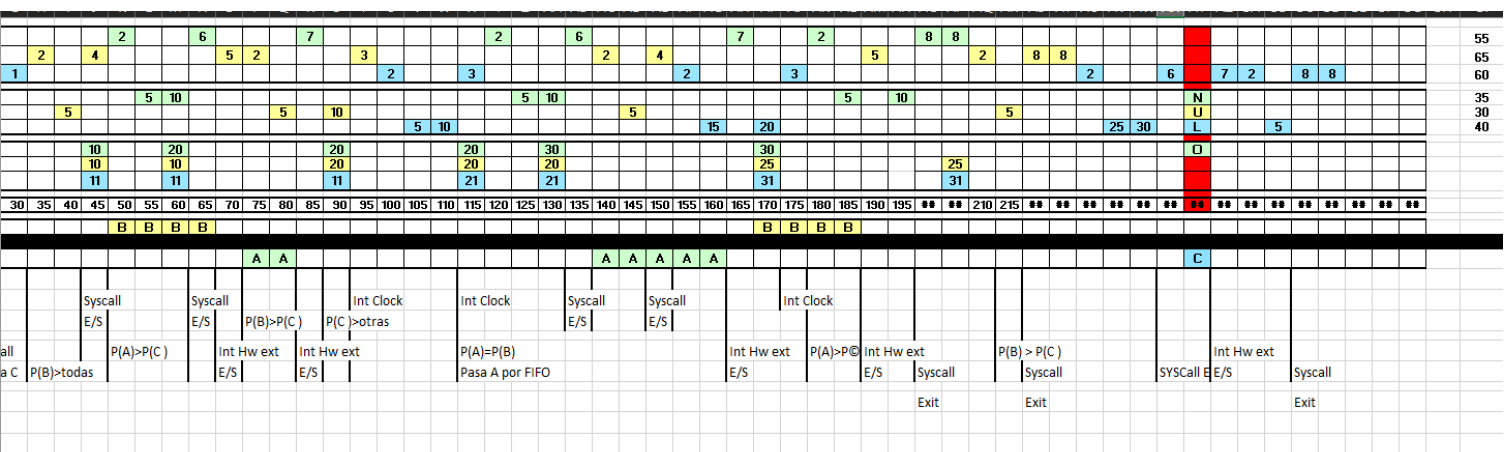 2 6 7 2 6 7 2 8 8 55
2 4 5 2 3 2 4 5 2 8 8 65
1 2 3 2 3 2 6 7 2 8 8 60
5 10 5 10 5 10 N 35
5 5 10 5 5 U 30
5 10 15 20 25 30 L 5 40
10 20 20 20 30 30 O
10 10 20 20 20 25 25
11 11 11 21 21 31 31
30 35 40 45 50 55 60 65 70 75 80 85 90 95 100 105 110 115 120 125 130 135 140 145 150 155 160 165 170 175 180 185 190 195 ## ## 210 215 ## ## ## ## ## ## ## ## ## ## ## ## ## ## ##
B B B B B B B B
A A A A A A A C
Syscall Syscall Int Clock Int Clock Syscall Syscall Int Clock
E/S E/S P(B)>P(C ) P(C )>otras E/S E/S
all P(A)>P(C ) Int Hw ext Int Hw ext P(A)=P(B) Int Hw ext P(A)>P© Int Hw ext P(B) > P(C ) Int Hw ext
a C P(B)>todas E/S E/S Pasa A por FIFO E/S E/S Syscall Syscall SYSCall E E/S Syscall
Exit Exit Exit